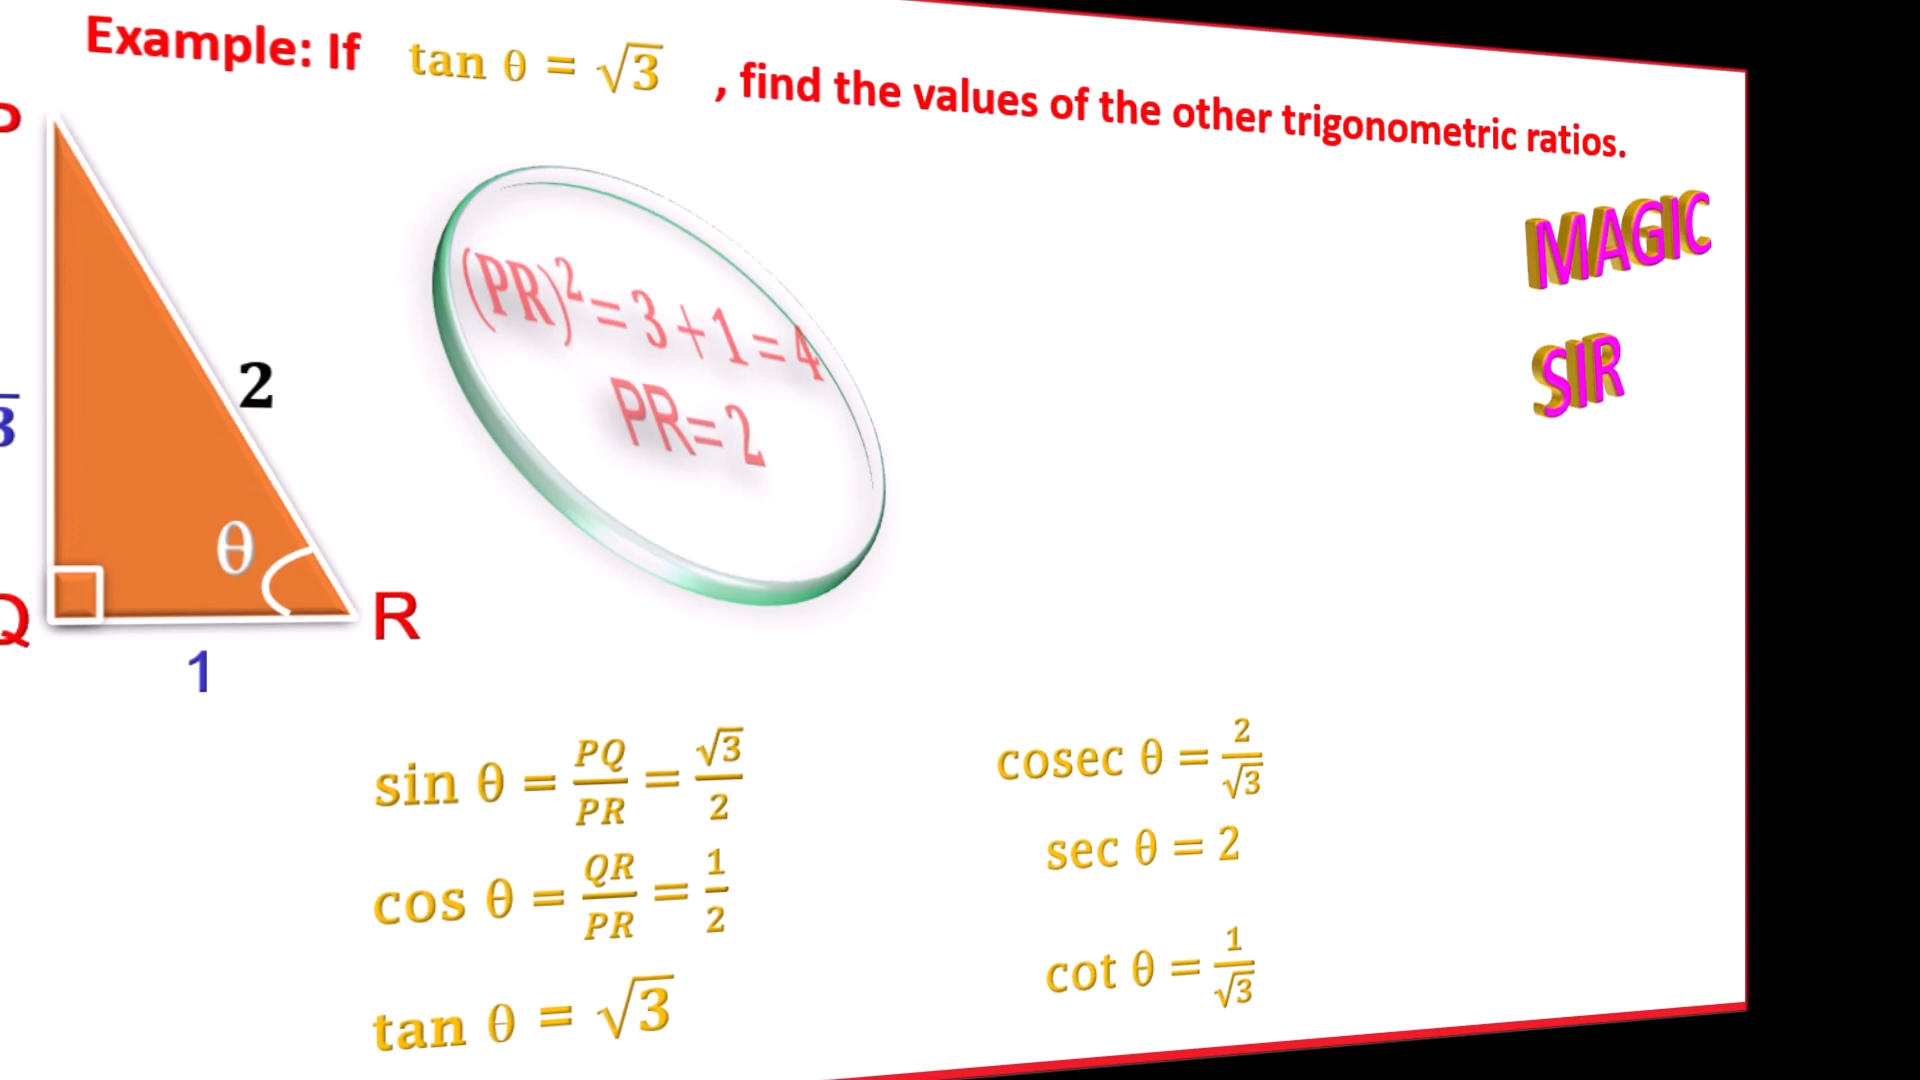 Example: If tan θ = √3 , find the values of the other trigonometric ratios.
MAGIC
SIR
P
(PR)² = 3 + 1 = 4
PR = 2
2
√3
θ
Q
R
1
sin θ = PQ/PR = √3/2
cosec θ = 2/√3
cos θ = QR/PR = 1/2
sec θ = 2
tan θ = √3
cot θ = 1/√3